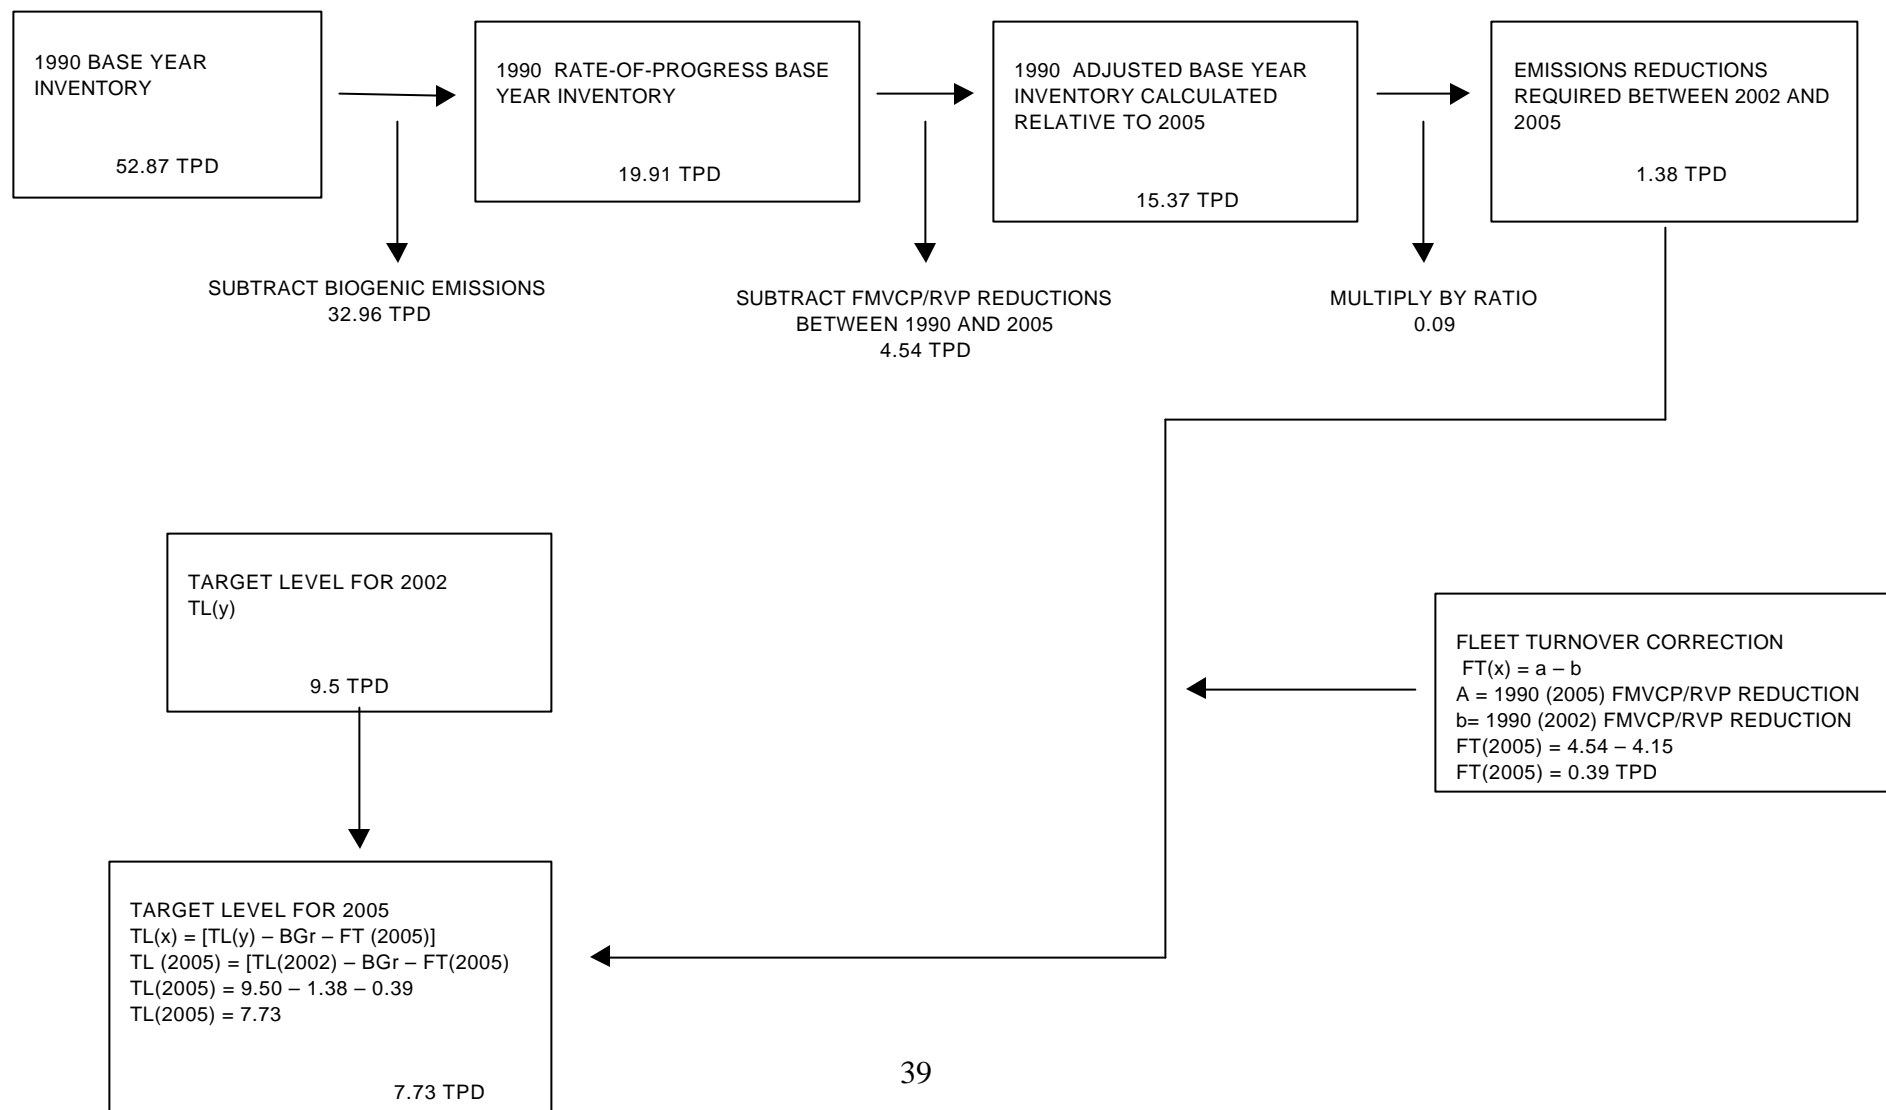 1990 BASE YEAR
INVENTORY
52.87 TPD
1990 RATE-OF-PROGRESS BASE
YEAR INVENTORY
19.91 TPD
1990 ADJUSTED BASE YEAR
INVENTORY CALCULATED
RELATIVE TO 2005
15.37 TPD
EMISSIONS REDUCTIONS
REQUIRED BETWEEN 2002 AND
2005
1.38 TPD
SUBTRACT BIOGENIC EMISSIONS
32.96 TPD
SUBTRACT FMVCP/RVP REDUCTIONS
BETWEEN 1990 AND 2005
4.54 TPD
MULTIPLY BY RATIO
0.09
TARGET LEVEL FOR 2002
TL(y)
9.5 TPD
FLEET TURNOVER CORRECTION
FT(x) = a – b
A = 1990 (2005) FMVCP/RVP REDUCTION
b= 1990 (2002) FMVCP/RVP REDUCTION
FT(2005) = 4.54 – 4.15
FT(2005) = 0.39 TPD
TARGET LEVEL FOR 2005
TL(x) = [TL(y) – BGr – FT (2005)]
TL (2005) = [TL(2002) – BGr – FT(2005)
TL(2005) = 9.50 – 1.38 – 0.39
TL(2005) = 7.73
7.73 TPD
39